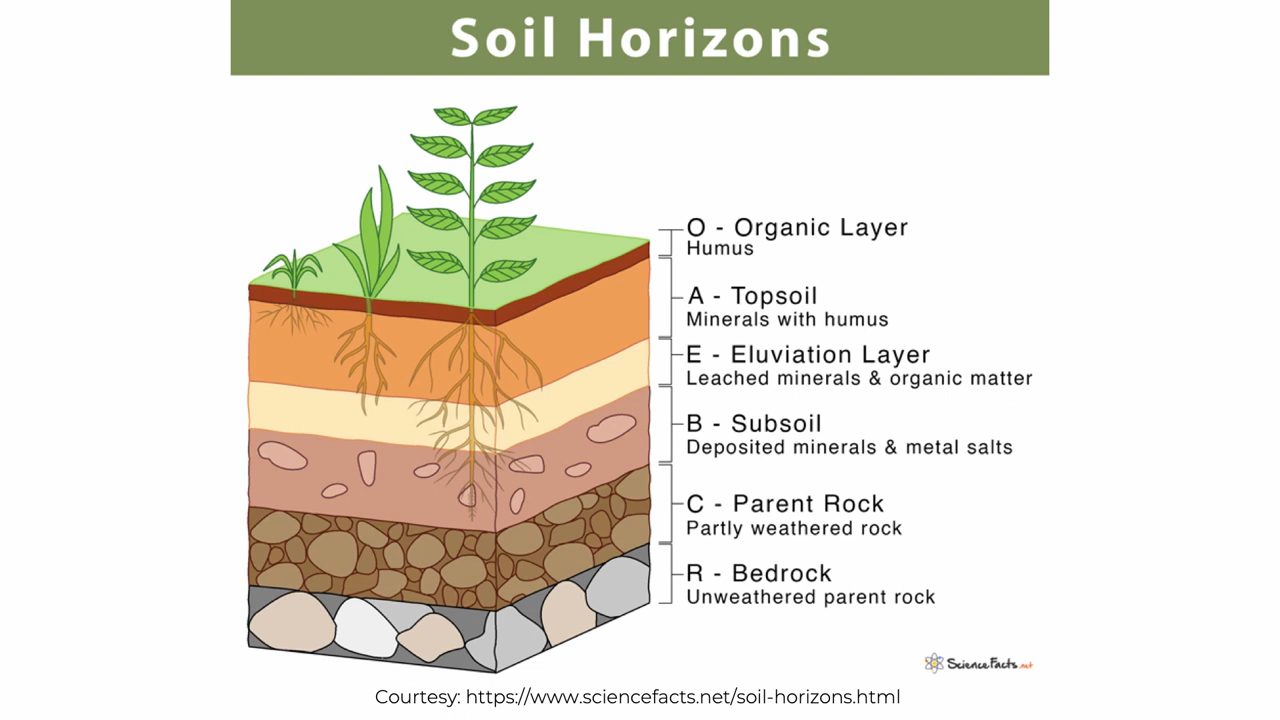 Soil Horizons
O - Organic Layer
Humus
A - Topsoil
Minerals with humus
E - Eluviation Layer
Leached minerals & organic matter
B - Subsoil
Deposited minerals & metal salts
C - Parent Rock
Partly weathered rock
R - Bedrock
Unweathered parent rock
ScienceFacts.net
Courtesy: https://www.sciencefacts.net/soil-horizons.html